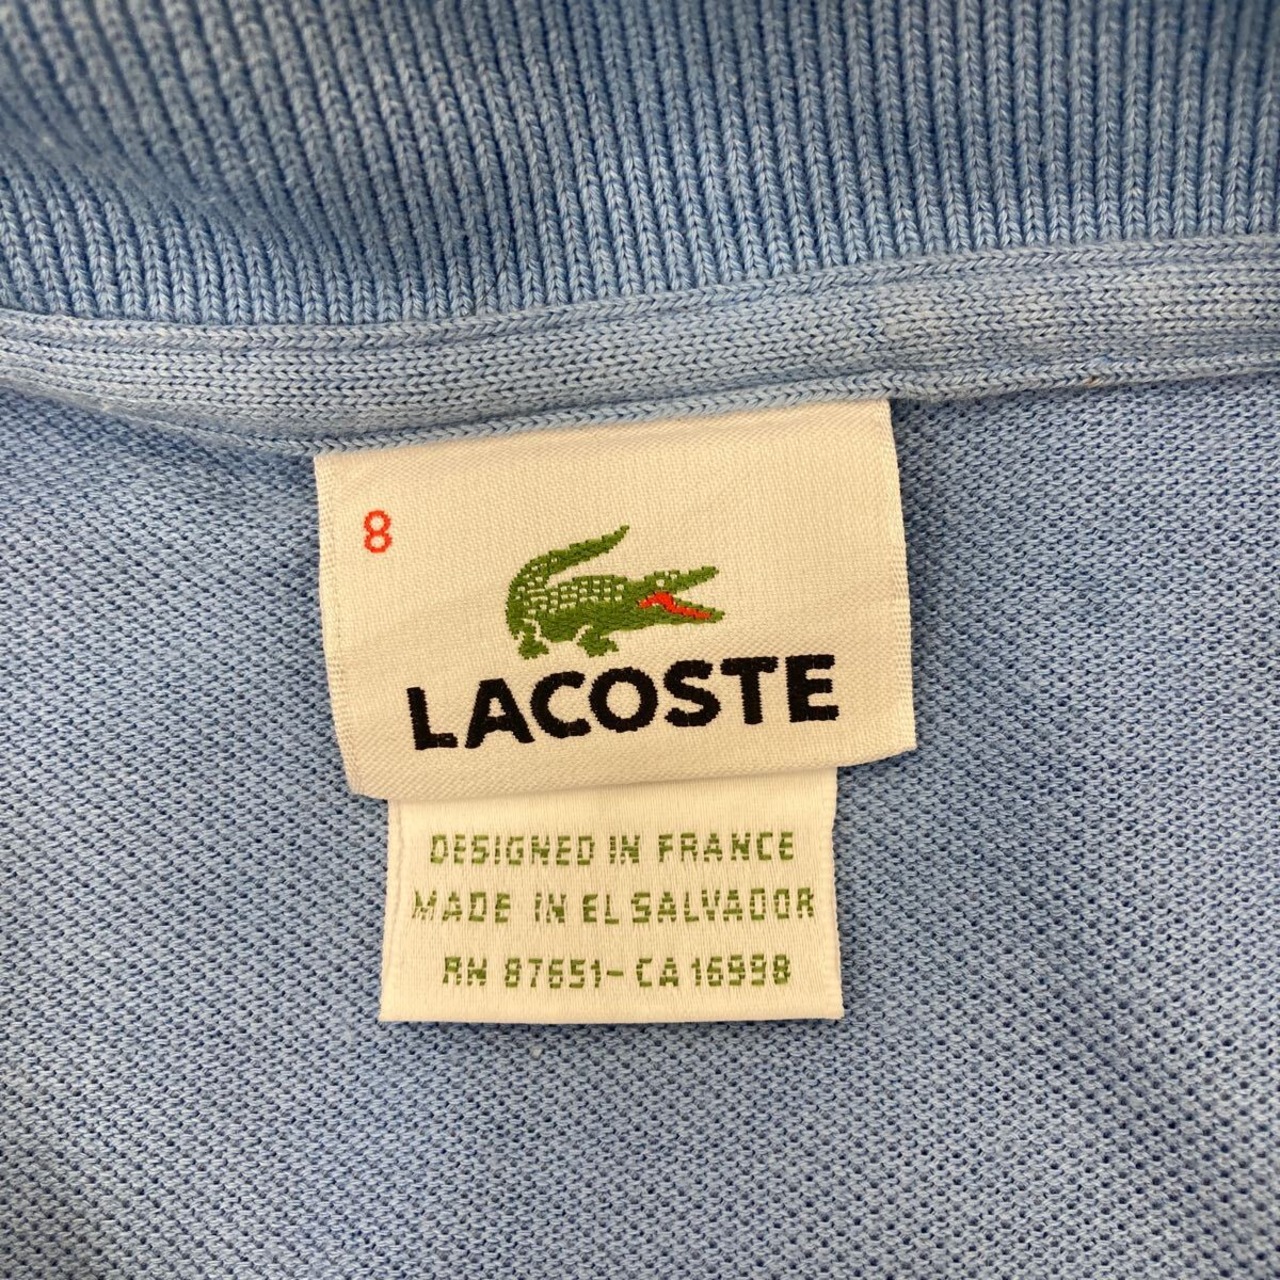 8
LACOSTE
DESIGNED IN FRANCE
MADE IN EL SALVADOR
RN 87651-CA 16998